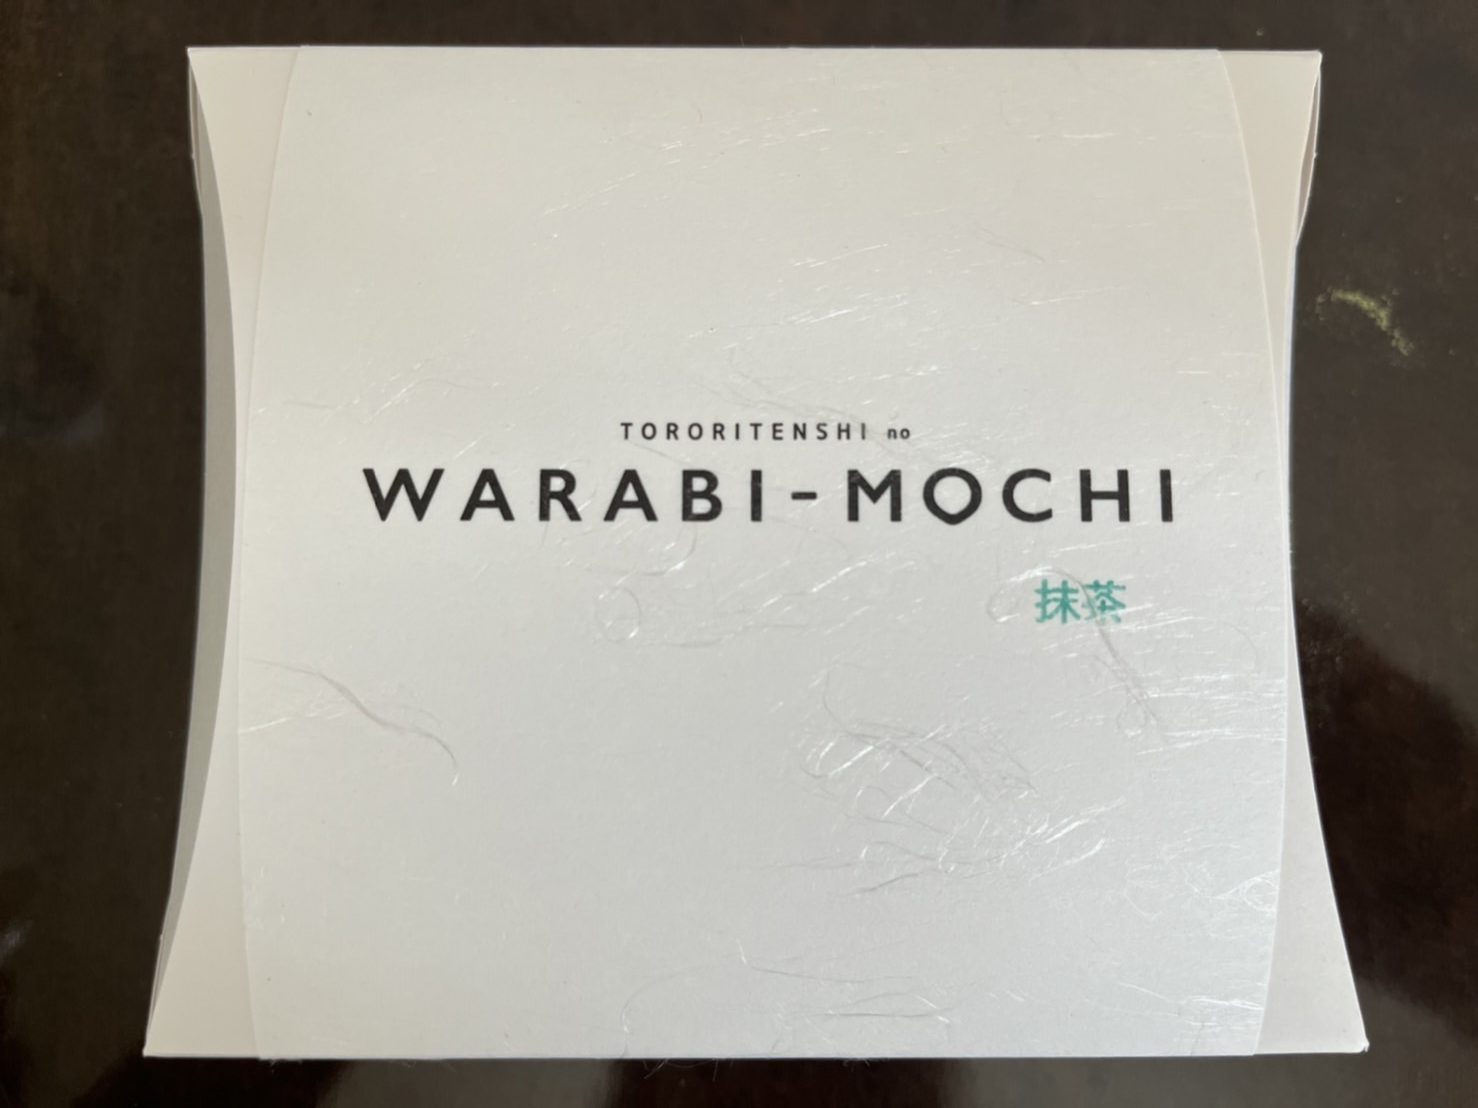 TORORITENSHI no
WARABI-MOCHI
抹茶